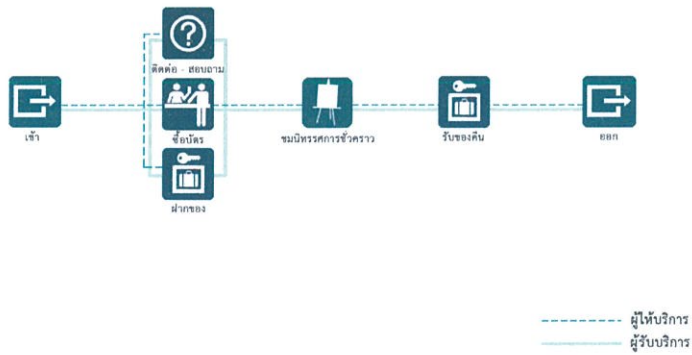 ติดต่อ - สอบถาม
เข้า
ซื้อบัตร
ชมนิทรรศการชั่วคราว
รับของคืน
ออก
ฝากของ
ผู้ให้บริการ
ผู้รับบริการ